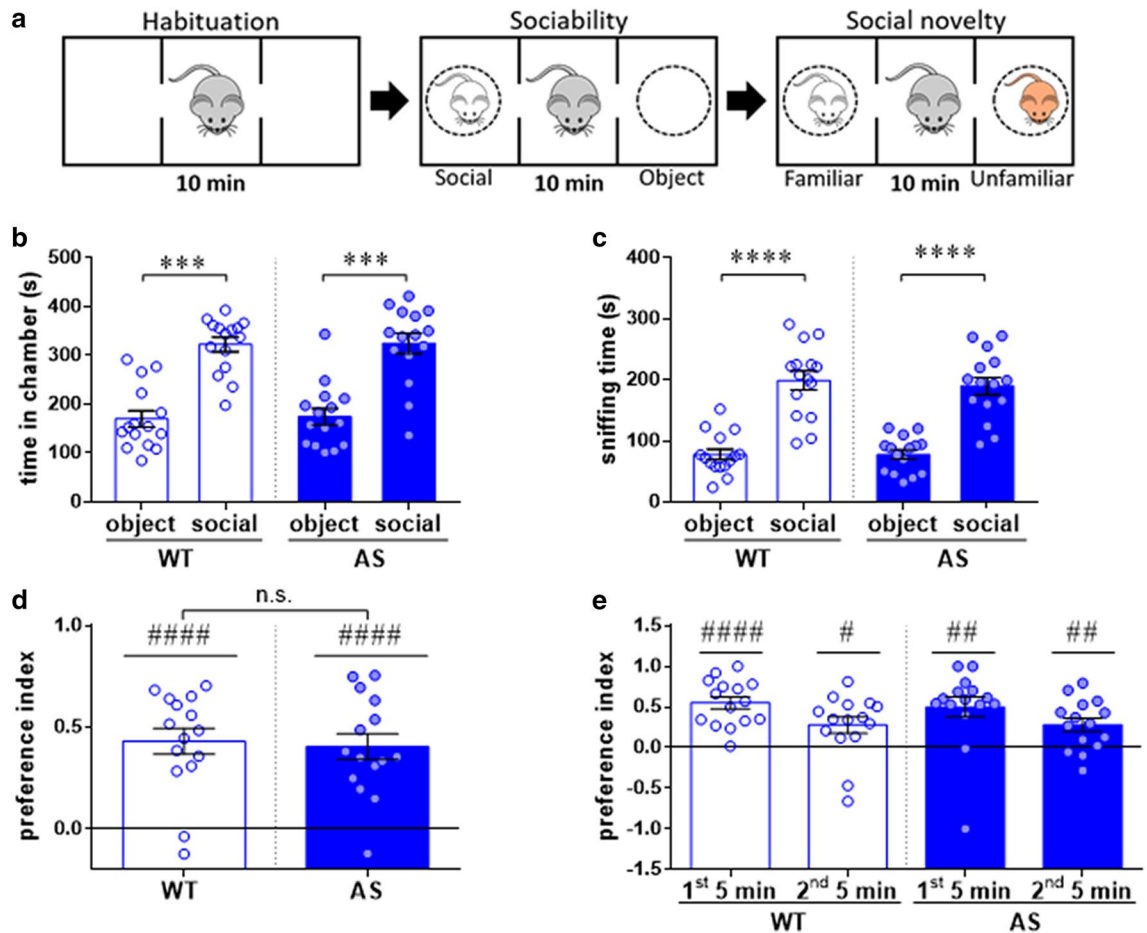 a
Habituation Sociability Social novelty
10 min Social 10 min Object Familiar 10 min Unfamiliar
b
time in chamber (s)
500
400
300
200
100
0
*** ***
object social object social
WT AS
c
sniffing time (s)
400
300
200
100
0
**** ****
object social object social
WT AS
d
preference index
n.s.
1.0
0.5
0.0
#### ####
WT AS
e
preference index
1.5
1.0
0.5
0.0
-0.5
-1.0
-1.5
#### # ## ##
1st 5 min 2nd 5 min 1st 5 min 2nd 5 min
WT AS